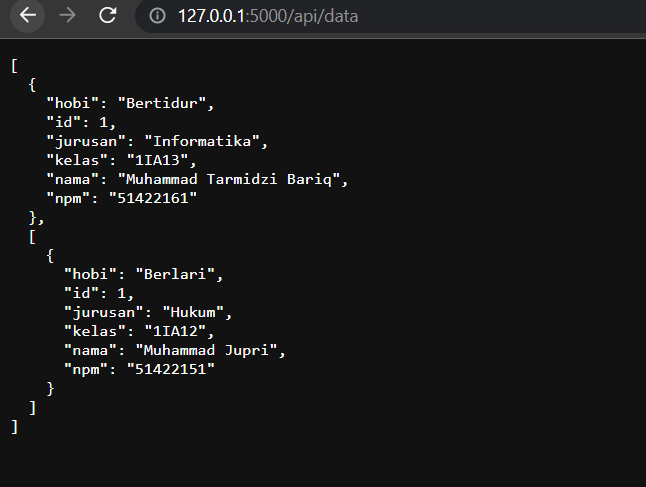 127.0.0.1:5000/api/data
[
{
"hobi": "Bertidur",
"id": 1,
"jurusan": "Informatika",
"kelas": "1IA13",
"nama": "Muhammad Tarmidzi Bariq",
"npm": "51422161"
},
[
{
"hobi": "Berlari",
"id": 1,
"jurusan": "Hukum",
"kelas": "1IA12",
"nama": "Muhammad Jupri",
"npm": "51422151"
}
]
]